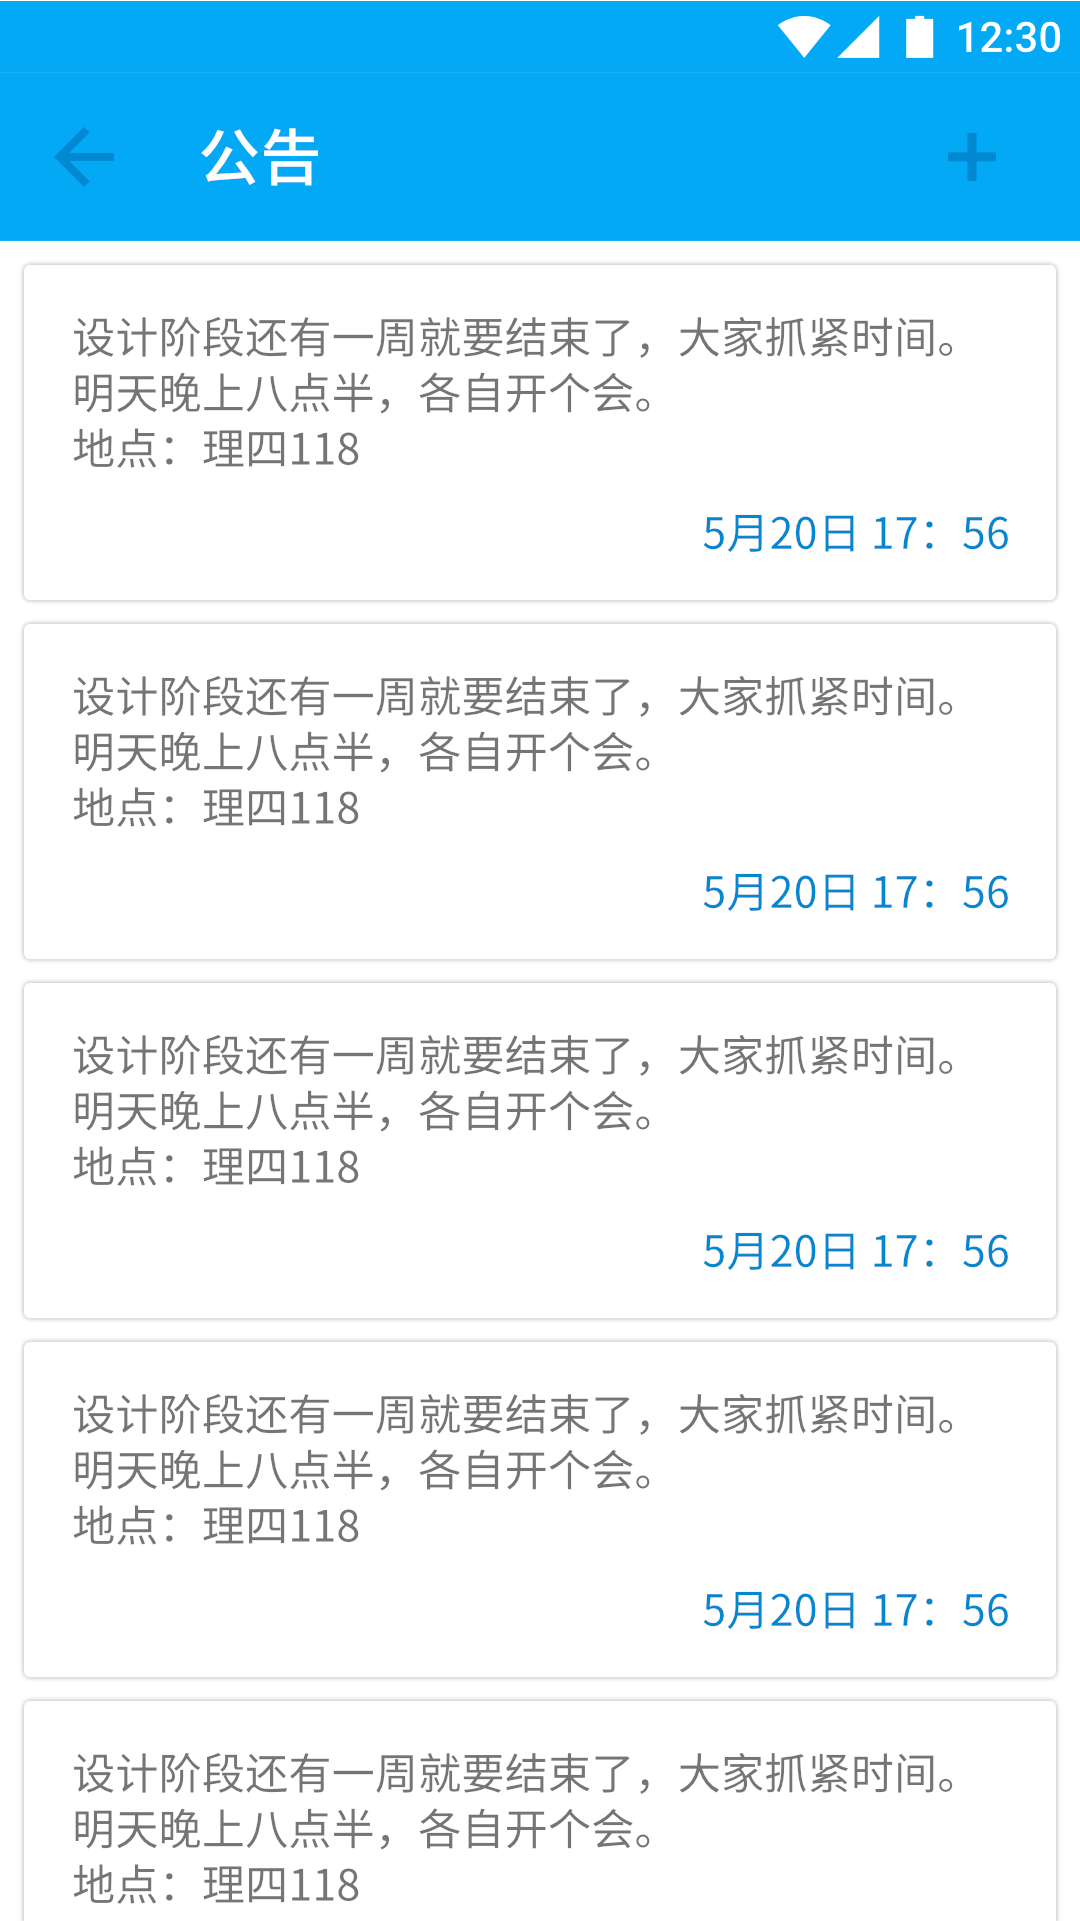 12:30
公告
设计阶段还有一周就要结束了，大家抓紧时间。
明天晚上八点半，各自开个会。
地点：理四118
5月20日 17：56
设计阶段还有一周就要结束了，大家抓紧时间。
明天晚上八点半，各自开个会。
地点：理四118
5月20日 17：56
设计阶段还有一周就要结束了，大家抓紧时间。
明天晚上八点半，各自开个会。
地点：理四118
5月20日 17：56
设计阶段还有一周就要结束了，大家抓紧时间。
明天晚上八点半，各自开个会。
地点：理四118
5月20日 17：56
设计阶段还有一周就要结束了，大家抓紧时间。
明天晚上八点半，各自开个会。
地点：理四118